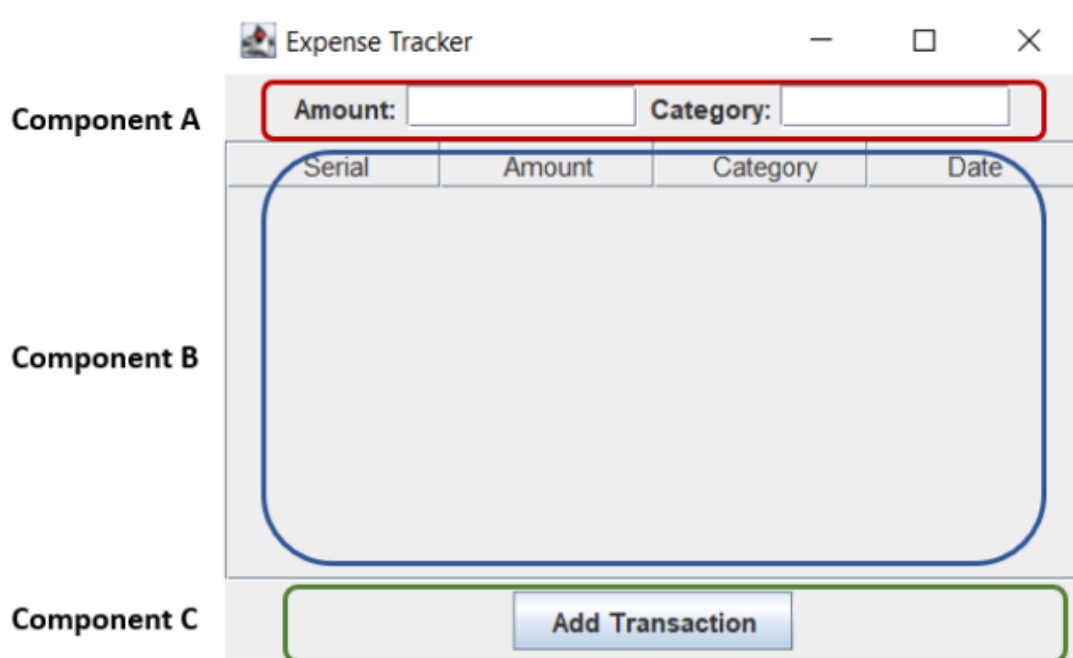 Expense Tracker
Component A
Amount: Category:
Serial Amount Category Date
Component B
Component C
Add Transaction